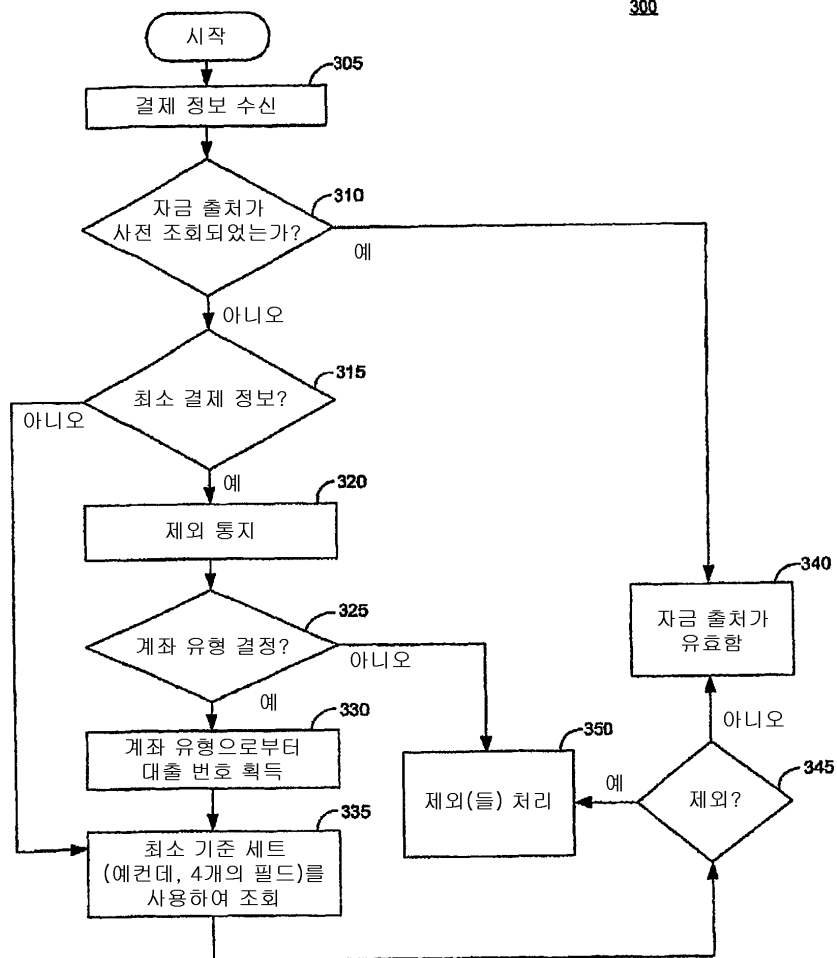 300
시작
305
결제 정보 수신
310
자금 출처가
사전 조회되었는가?
예
아니오
315
최소 결제 정보?
아니오
예
320
제외 통지
325
계좌 유형 결정?
아니오
예
330
계좌 유형으로부터
대출 번호 획득
335
최소 기준 세트
(예컨데, 4개의 필드)를
사용하여 조회
340
자금 출처가
유효함
아니오
345
제외?
예
350
제외(들) 처리